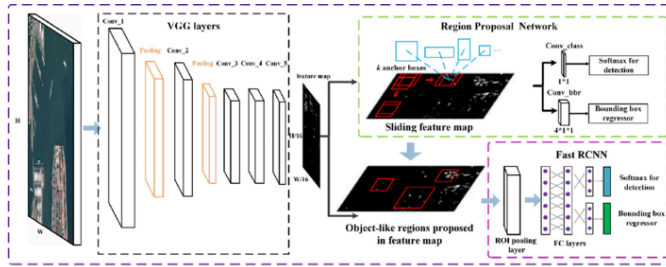 VGG layers
Conv_1
Pooling
Conv_2
Pooling
Conv_3
Conv_4
Conv_5
H
W
feature map
H/16
W/16
Region Proposal Network
k anchor boxes
Sliding feature map
Conv_class
1*1
Softmax for
detection
Conv_bbr
4*1*1
Bounding box
regressor
Object-like regions proposed
in feature map
Fast RCNN
ROI pooling
layer
FC layers
Softmax for
detection
Bounding box
regressor